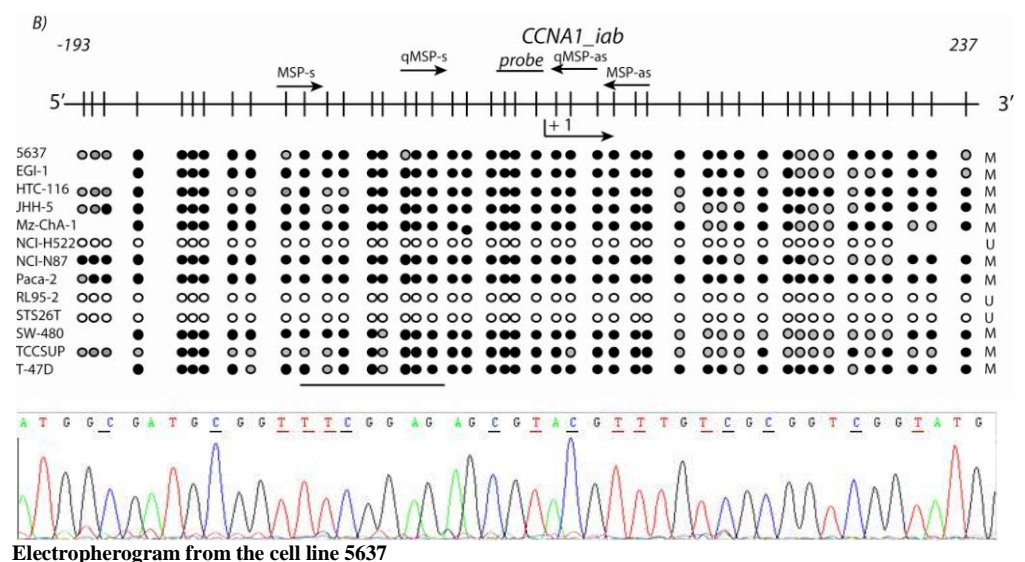 B)
-193
CCNA1_iab
237
MSP-s
qMSP-s
probe
qMSP-as
MSP-as
5'
3'
+ 1
5637 M
EGI-1 M
HTC-116 M
JHH-5 M
Mz-ChA-1 M
NCI-H522 U
NCI-N87 M
Paca-2 M
RL95-2 U
STS26T U
SW-480 M
TCCSUP M
T-47D M
A T G G C G A T G C G G T T T C G G A G A G C G T A C G T T T G T C G C G G T C G G T A T G
Electropherogram from the cell line 5637